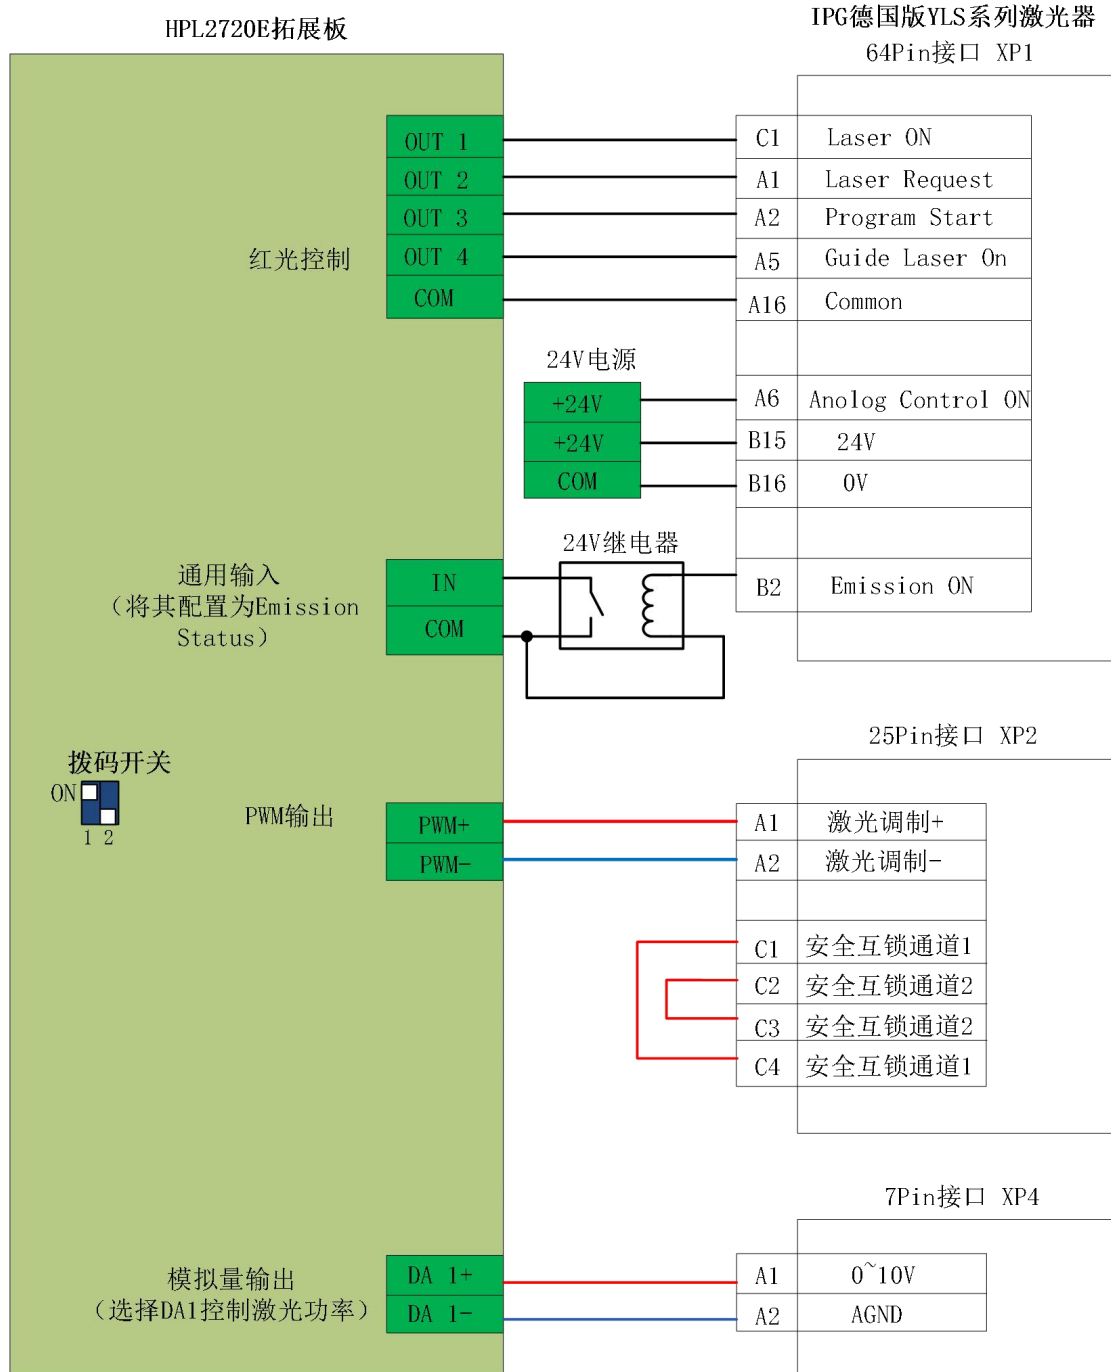 HPL2720E拓展板
IPG德国版YLS系列激光器
64Pin接口 XP1
OUT 1
C1 Laser ON
OUT 2
A1 Laser Request
OUT 3
A2 Program Start
红光控制
OUT 4
A5 Guide Laser On
COM
A16 Common
24V电源
+24V
A6 Anolog Control ON
+24V
B15 24V
COM
B16 0V
24V继电器
通用输入
（将其配置为Emission
Status）
IN
COM
B2 Emission ON
25Pin接口 XP2
拨码开关
ON
1 2
PWM输出
PWM+
A1 激光调制+
PWM-
A2 激光调制-
C1 安全互锁通道1
C2 安全互锁通道2
C3 安全互锁通道2
C4 安全互锁通道1
7Pin接口 XP4
模拟量输出
（选择DA1控制激光功率）
DA 1+
A1 0~10V
DA 1-
A2 AGND